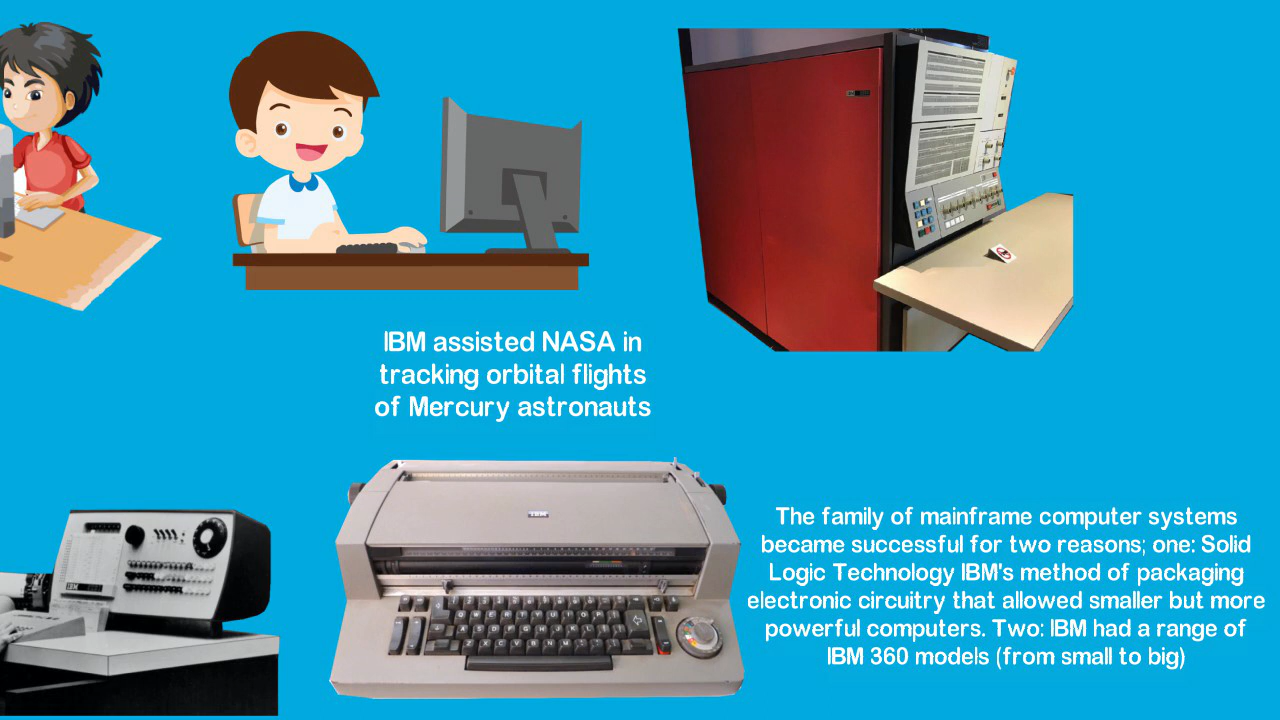 IBM assisted NASA in
tracking orbital flights
of Mercury astronauts
IBM
IBM
The family of mainframe computer systems
became successful for two reasons; one: Solid
Logic Technology IBM's method of packaging
electronic circuitry that allowed smaller but more
powerful computers. Two: IBM had a range of
IBM 360 models (from small to big)